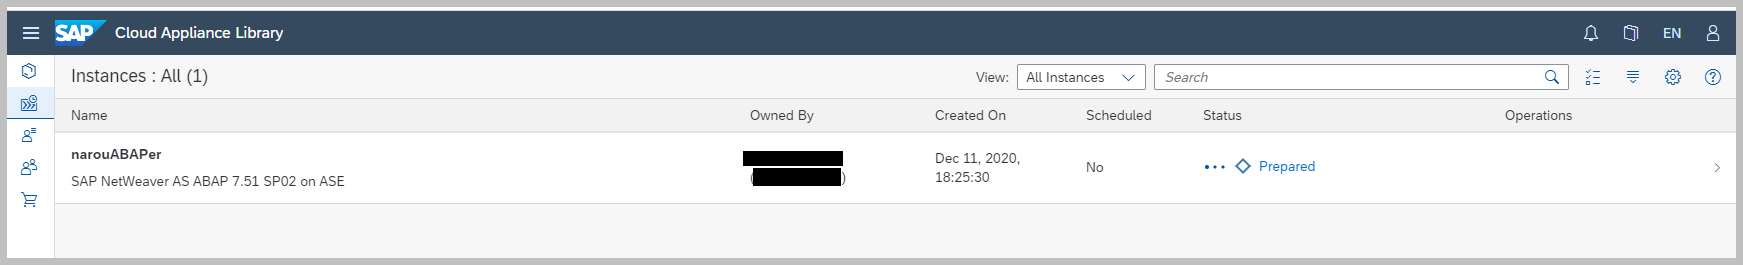 SAP Cloud Appliance Library EN
Instances : All (1) View: All Instances Search
Name Owned By Created On Scheduled Status Operations
narouABAPer
SAP NetWeaver AS ABAP 7.51 SP02 on ASE
( )
Dec 11, 2020,
18:25:30
No
Prepared